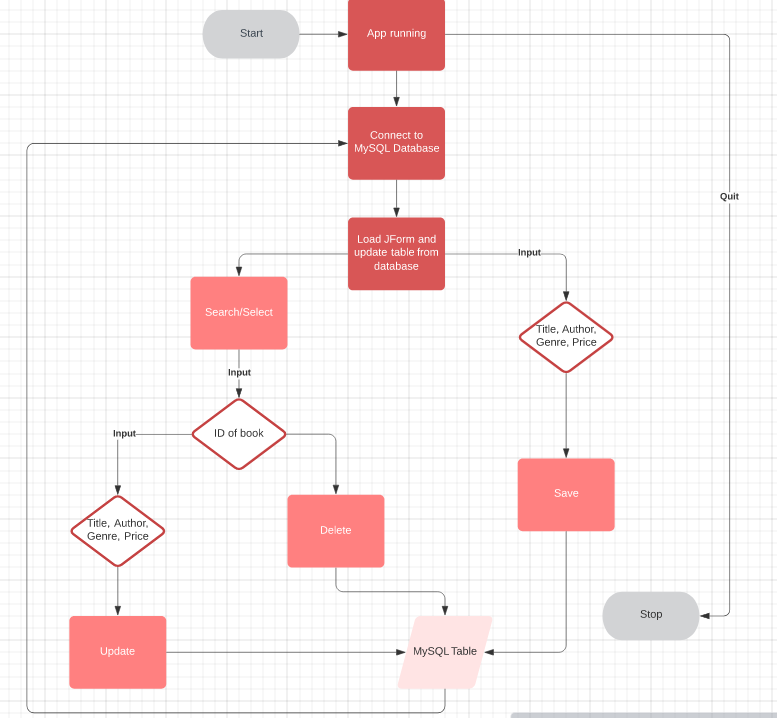 Start
App running
Connect to
MySQL Database
Quit
Load JForm and
update table from
database
Input
Search/Select
Title, Author,
Genre, Price
Input
Input
ID of book
Save
Title, Author,
Genre, Price
Delete
Stop
Update
MySQL Table